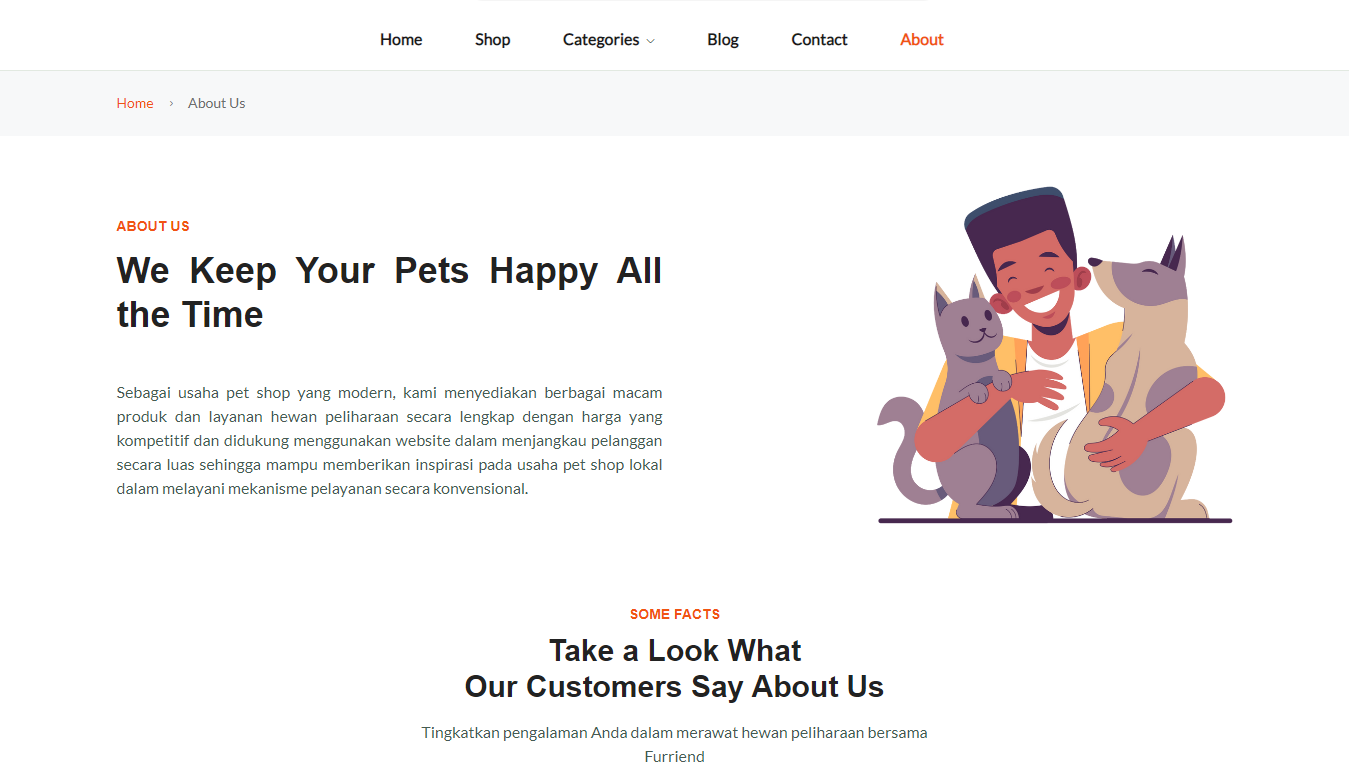 Home Shop Categories Blog Contact About
Home › About Us
ABOUT US
We Keep Your Pets Happy All
the Time
Sebagai usaha pet shop yang modern, kami menyediakan berbagai macam
produk dan layanan hewan peliharaan secara lengkap dengan harga yang
kompetitif dan didukung menggunakan website dalam menjangkau pelanggan
secara luas sehingga mampu memberikan inspirasi pada usaha pet shop lokal
dalam melayani mekanisme pelayanan secara konvensional.
SOME FACTS
Take a Look What
Our Customers Say About Us
Tingkatkan pengalaman Anda dalam merawat hewan peliharaan bersama
Furriend